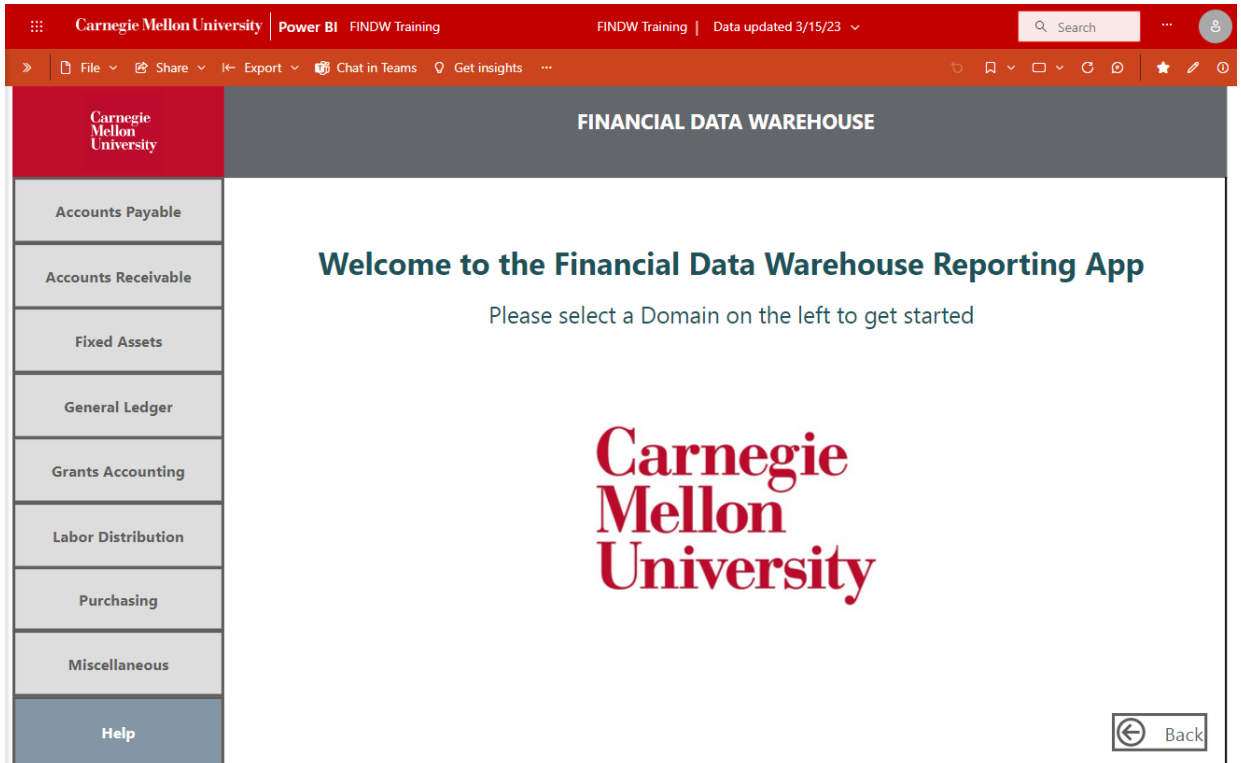 Carnegie Mellon University Power BI FINDW Training FINDW Training | Data updated 3/15/23 Search
File Share Export Chat in Teams Get insights
Carnegie
Mellon
University
FINANCIAL DATA WAREHOUSE
Accounts Payable
Accounts Receivable
Fixed Assets
General Ledger
Grants Accounting
Labor Distribution
Purchasing
Miscellaneous
Help
Welcome to the Financial Data Warehouse Reporting App
Please select a Domain on the left to get started
Carnegie
Mellon
University
Back